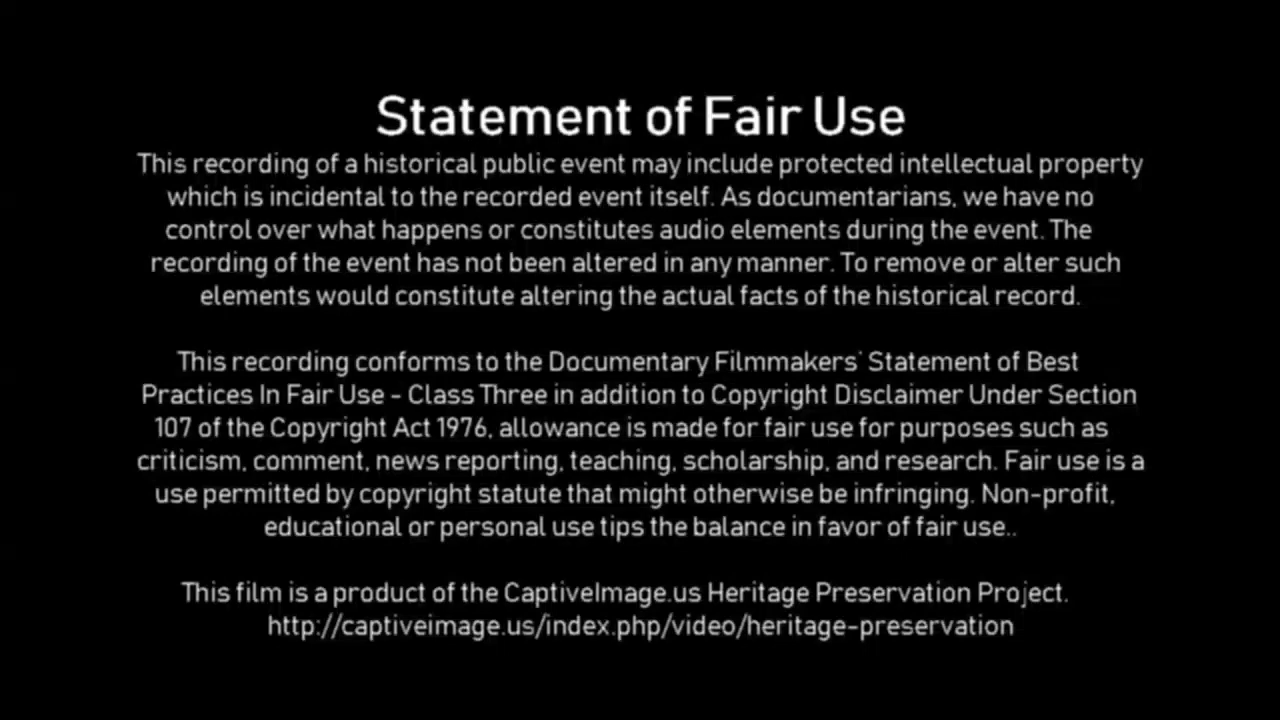 Statement of Fair Use
This recording of a historical public event may include protected intellectual property
which is incidental to the recorded event itself. As documentarians, we have no
control over what happens or constitutes audio elements during the event. The
recording of the event has not been altered in any manner. To remove or alter such
elements would constitute altering the actual facts of the historical record.
This recording conforms to the Documentary Filmmakers' Statement of Best
Practices In Fair Use - Class Three in addition to Copyright Disclaimer Under Section
107 of the Copyright Act 1976, allowance is made for fair use for purposes such as
criticism, comment, news reporting, teaching, scholarship, and research. Fair use is a
use permitted by copyright statute that might otherwise be infringing. Non-profit,
educational or personal use tips the balance in favor of fair use..
This film is a product of the CaptiveImage.us Heritage Preservation Project.
http://captiveimage.us/index.php/video/heritage-preservation